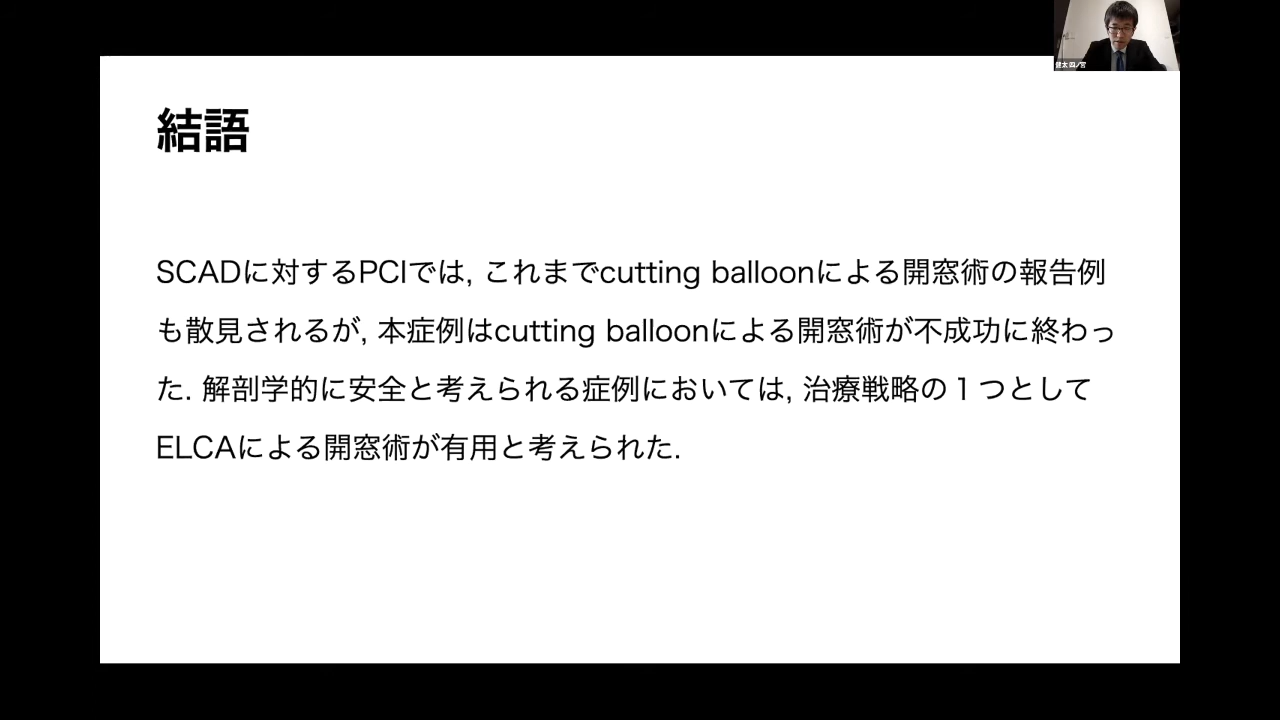 結語
SCADに対するPCIでは, これまでcutting balloonによる開窓術の報告例
も散見されるが, 本症例はcutting balloonによる開窓術が不成功に終わっ
た. 解剖学的に安全と考えられる症例においては, 治療戦略の１つとして
ELCAによる開窓術が有用と考えられた.
健太 四ノ宮